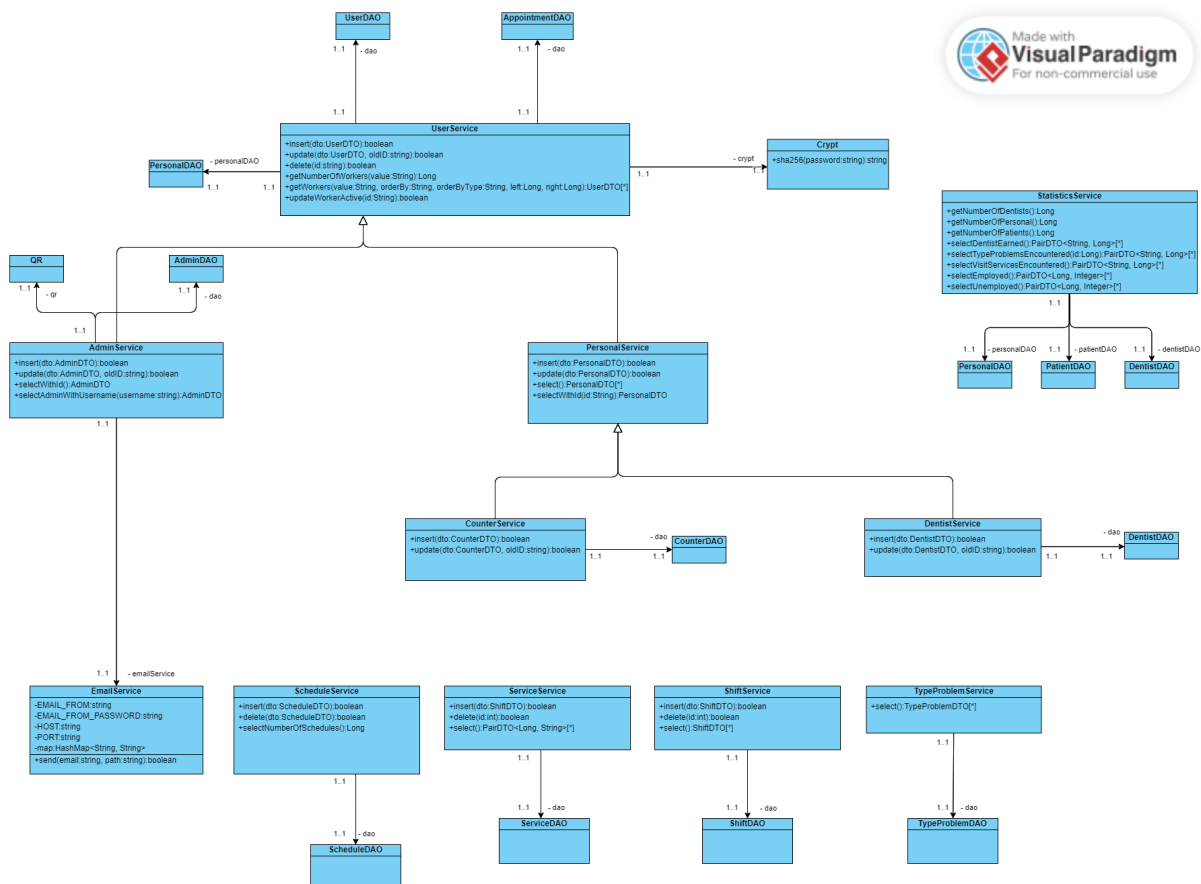 UserDAO
AppointmentDAO
Made with
Visual Paradigm
For non-commercial use
1..1
- dao
1..1
- dao
1..1
1..1
UserService
+insert(dto:UserDTO):boolean
+update(dto:UserDTO, oldID:string):boolean
+delete(id:string):boolean
+getNumberOfWorkers(value:String):Long
+getWorkers(value:String, orderBy:String, orderByType:String, left:Long, right:Long):UserDTO[*]
+updateWorkerActive(id:String):boolean
PersonalDAO
- personalDAO
1..1
1..1
- crypt
1..1
1..1
Crypt
+sha256(password:string):string
StatisticsService
+getNumberOfDentists():Long
+getNumberOfPersonal():Long
+getNumberOfPatients():Long
+selectDentistEarned():PairDTO<String, Long>[*]
+selectTypeProblemsEncountered(id:Long):PairDTO<String, Long>[*]
+selectVisitServicesEncountered():PairDTO<String, Long>[*]
+selectEmployed():PairDTO<Long, Integer>[*]
+selectUnemployed():PairDTO<Long, Integer>[*]
1..1
1..1
- personalDAO
1..1
- patientDAO
1..1
- dentistDAO
PersonalDAO
PatientDAO
DentistDAO
QR
AdminDAO
1..1
- qr
1..1
- dao
1..1
AdminService
+insert(dto:AdminDTO):boolean
+update(dto:AdminDTO, oldID:string):boolean
+selectWithId():AdminDTO
+selectAdminWithUsername(username:string):AdminDTO
1..1
PersonalService
+insert(dto:PersonalDTO):boolean
+update(dto:PersonalDTO):boolean
+select():PersonalDTO[*]
+selectWithId(id:String):PersonalDTO
CounterService
+insert(dto:CounterDTO):boolean
+update(dto:CounterDTO, oldID:string):boolean
1..1
- dao
1..1
CounterDAO
DentistService
+insert(dto:DentistDTO):boolean
+update(dto:DentistDTO, oldID:string):boolean
1..1
- dao
1..1
DentistDAO
1..1
- emailService
EmailService
-EMAIL_FROM:string
-EMAIL_FROM_PASSWORD:string
-HOST:string
-PORT:string
-map:HashMap<String, String>
+send(email:string, path:string):boolean
ScheduleService
+insert(dto:ScheduleDTO):boolean
+delete(dto:ScheduleDTO):boolean
+selectNumberOfSchedules():Long
1..1
1..1
- dao
ScheduleDAO
ServiceService
+insert(dto:ShiftDTO):boolean
+delete(id:int):boolean
+select():PairDTO<Long, String>[*]
1..1
1..1
- dao
ServiceDAO
ShiftService
+insert(dto:ShiftDTO):boolean
+delete(id:int):boolean
+select():ShiftDTO[*]
1..1
1..1
- dao
ShiftDAO
TypeProblemService
+select():TypeProblemDTO[*]
1..1
1..1
- dao
TypeProblemDAO